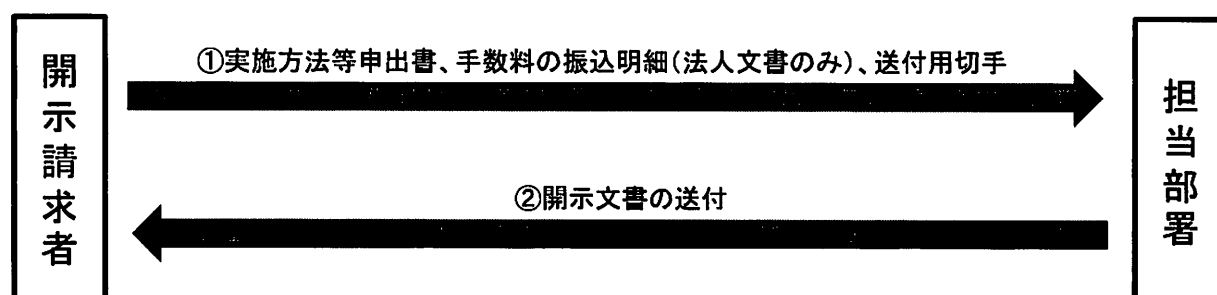 開示請求者
①実施方法等申出書、手数料の振込明細(法人文書のみ)、送付用切手
②開示文書の送付
担当部署